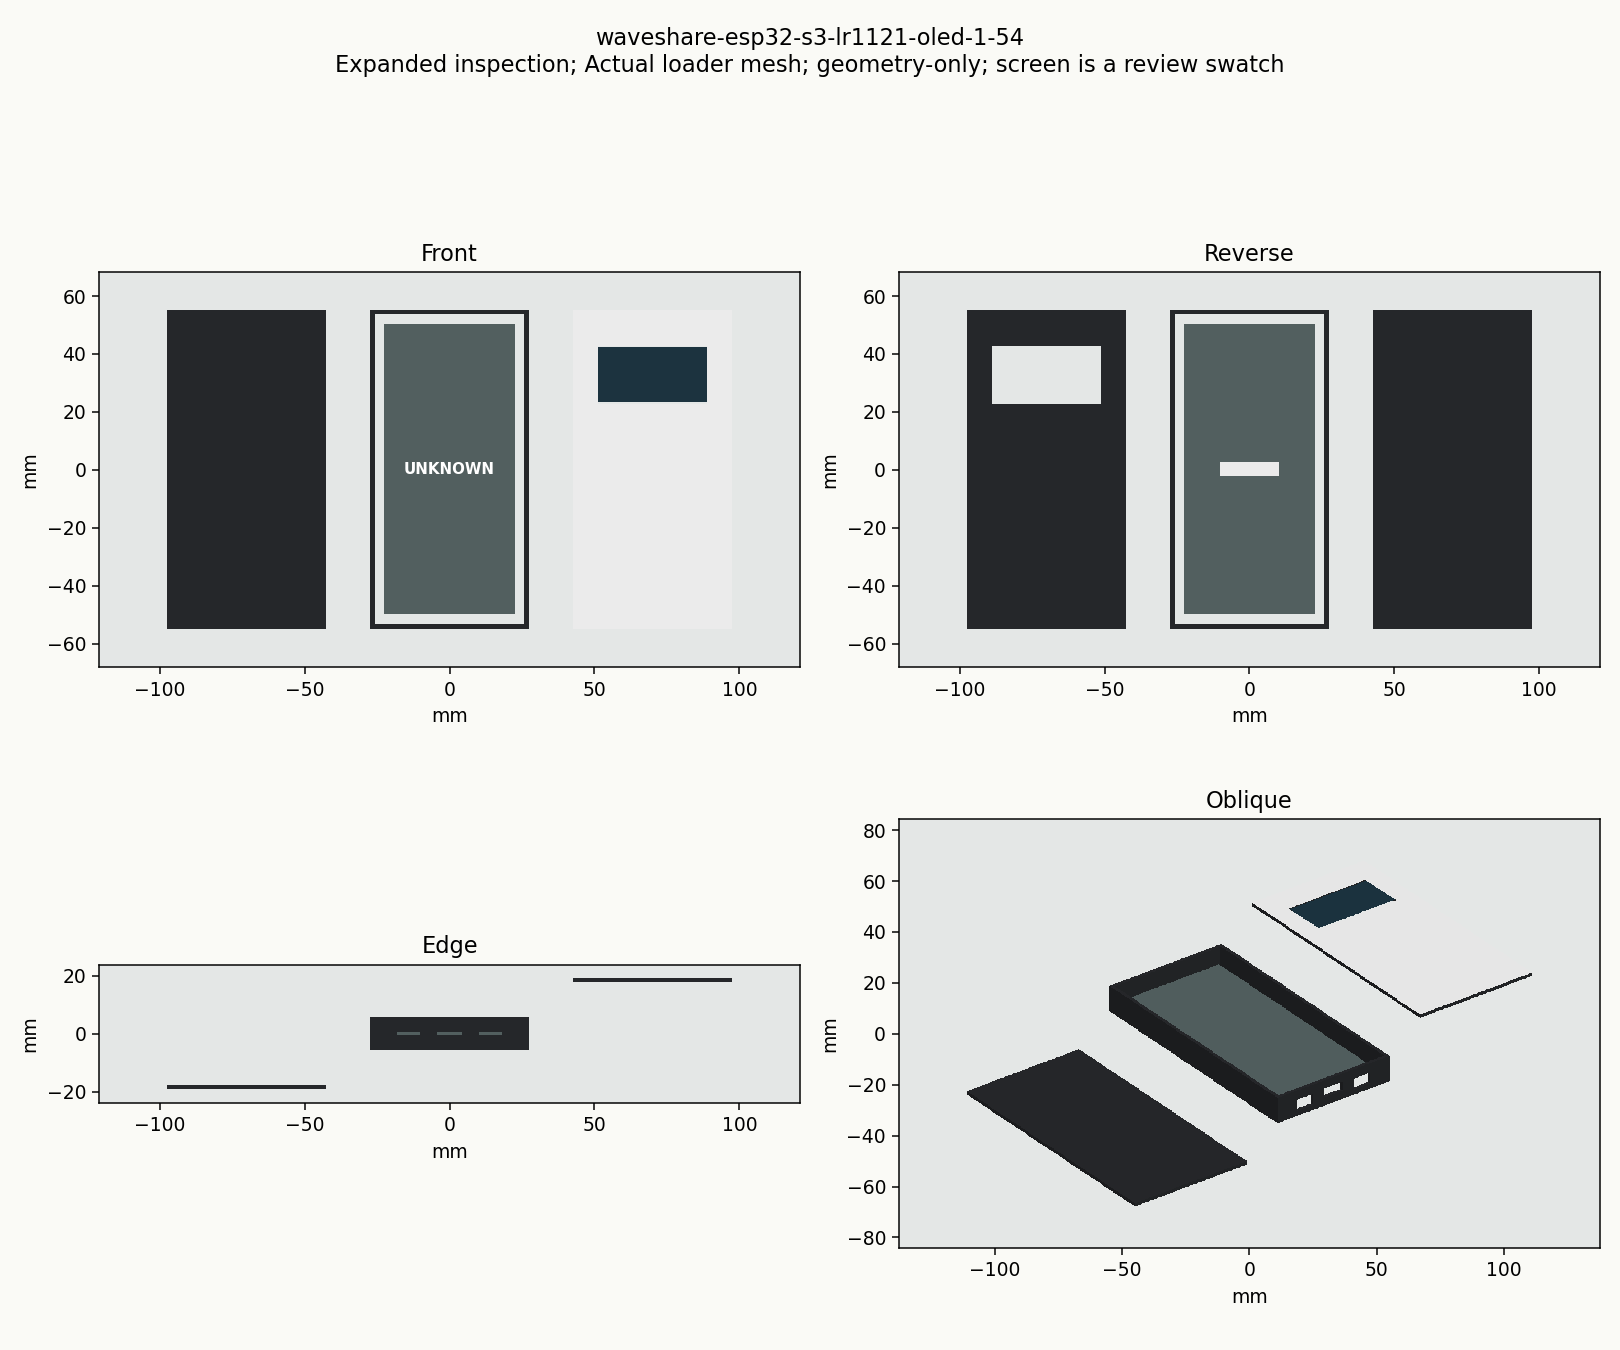 waveshare-esp32-s3-lr1121-oled-1-54
Expanded inspection; Actual loader mesh; geometry-only; screen is a review swatch
Front
60
40
20
0
−20
−40
−60
mm
UNKNOWN
−100 −50 0 50 100
mm
Reverse
60
40
20
0
−20
−40
−60
mm
−100 −50 0 50 100
mm
Edge
20
0
−20
mm
−100 −50 0 50 100
mm
Oblique
80
60
40
20
0
−20
−40
−60
−80
mm
−100 −50 0 50 100
mm